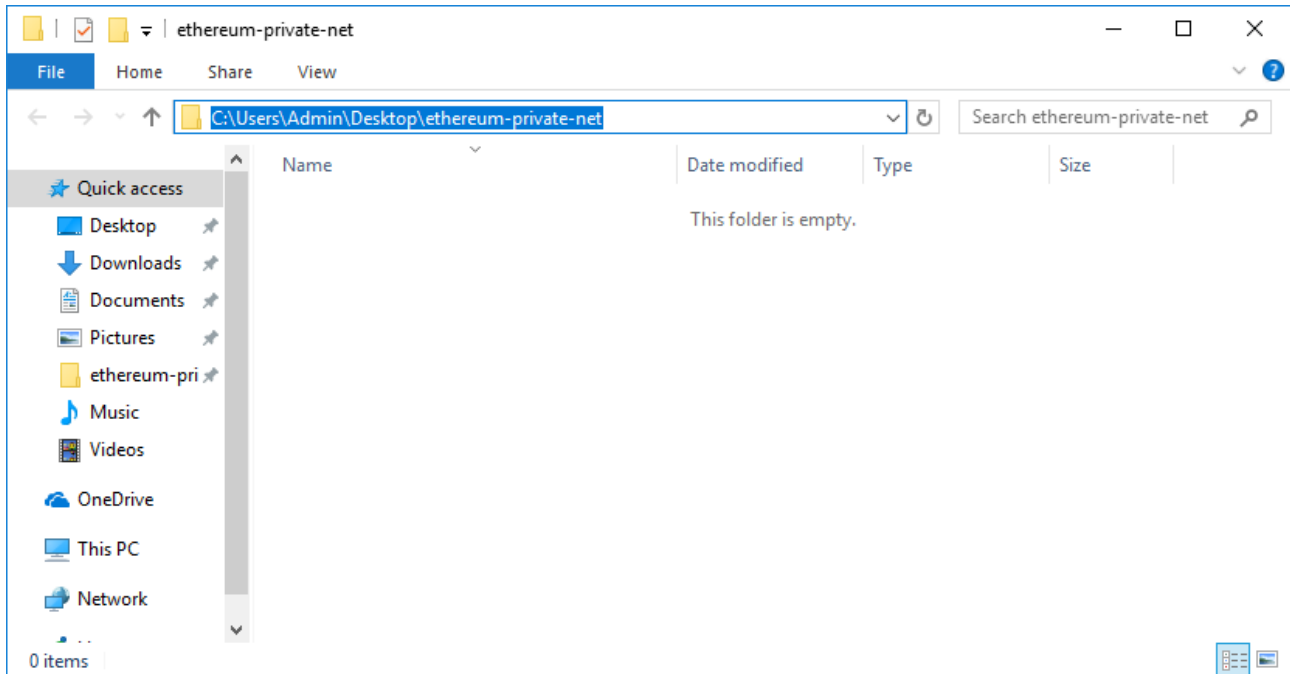 ethereum-private-net
File Home Share View
C:\Users\Admin\Desktop\ethereum-private-net
Search ethereum-private-net
Name Date modified Type Size
This folder is empty.
Quick access
Desktop
Downloads
Documents
Pictures
ethereum-pri
Music
Videos
OneDrive
This PC
Network
0 items